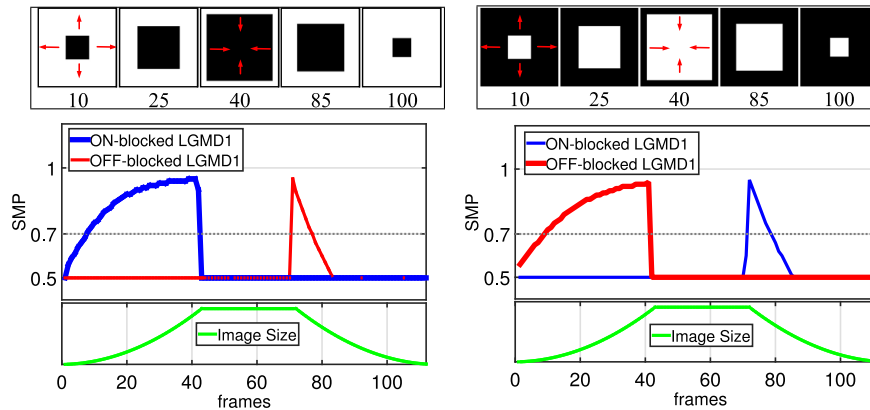 10 25 40 85 100
ON-blocked LGMD1
OFF-blocked LGMD1
SMP
1
0.7
0.5
Image Size
0 20 40 60 80 100
frames
10 25 40 85 100
ON-blocked LGMD1
OFF-blocked LGMD1
SMP
1
0.7
0.5
Image Size
0 20 40 60 80 100
frames